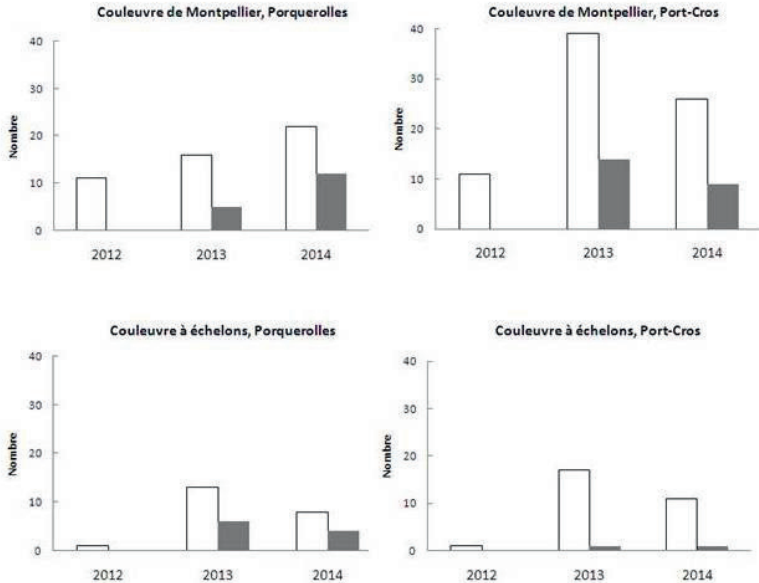 Couleuvre de Montpellier, Porquerolles
40
30
20
10
0
Nombre
2012 2013 2014
Couleuvre de Montpellier, Port-Cros
40
30
20
10
0
Nombre
2012 2013 2014
Couleuvre à échelons, Porquerolles
40
30
20
10
0
Nombre
2012 2013 2014
Couleuvre à échelons, Port-Cros
40
30
20
10
0
Nombre
2012 2013 2014